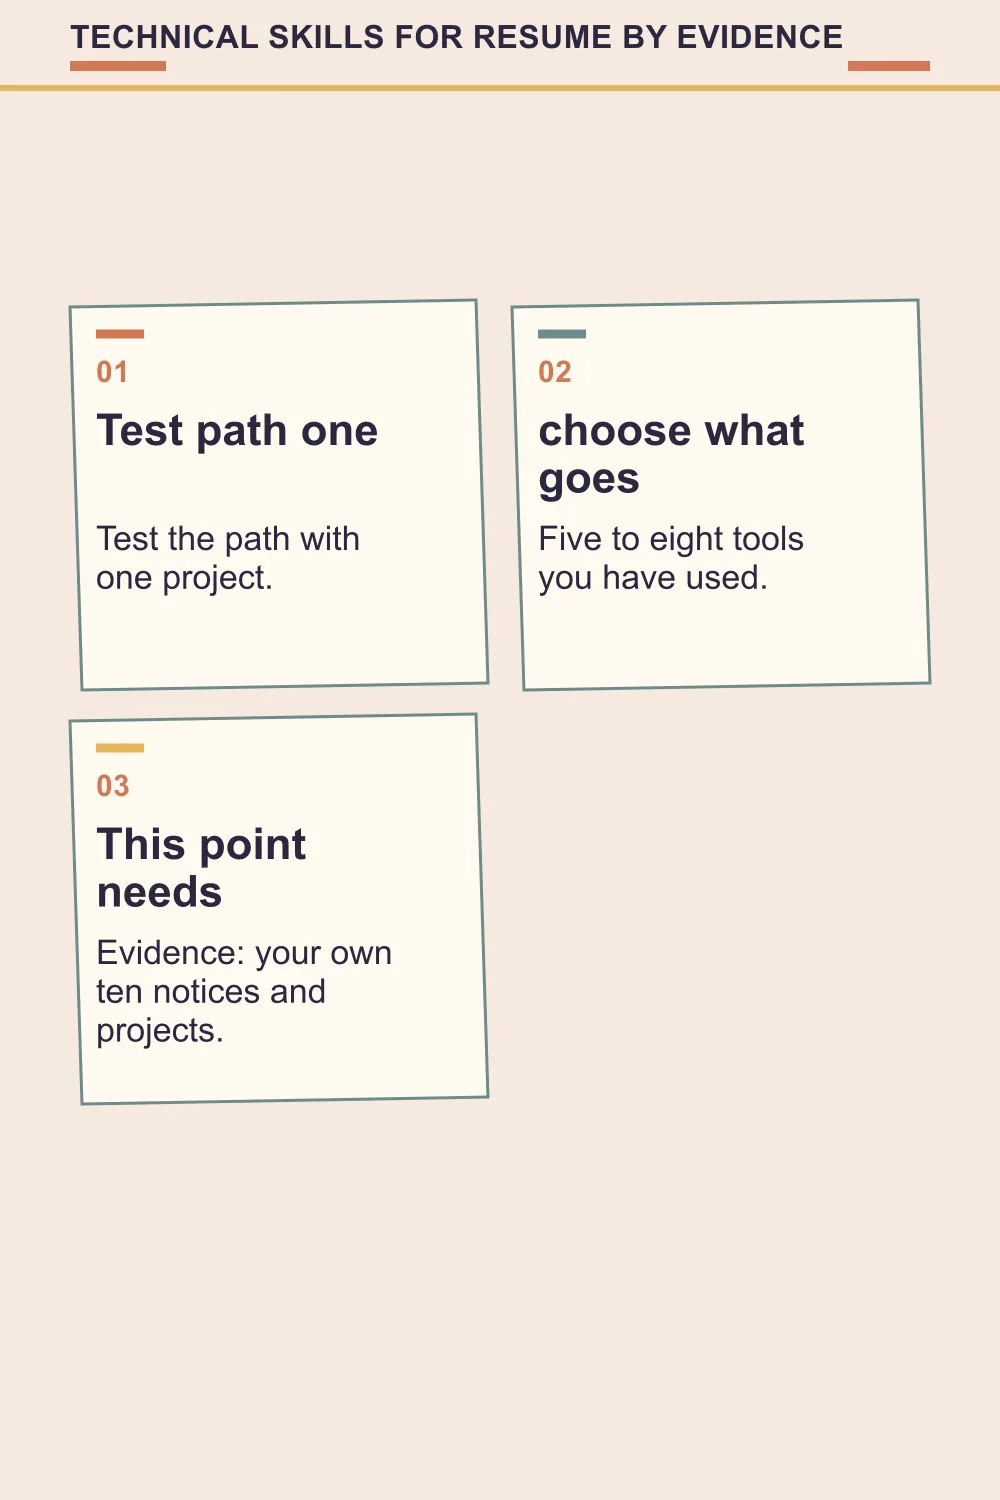 TECHNICAL SKILLS FOR RESUME BY EVIDENCE
01
Test path one
Test the path with
one project.
02
choose what
goes
Five to eight tools
you have used.
03
This point
needs
Evidence: your own
ten notices and
projects.